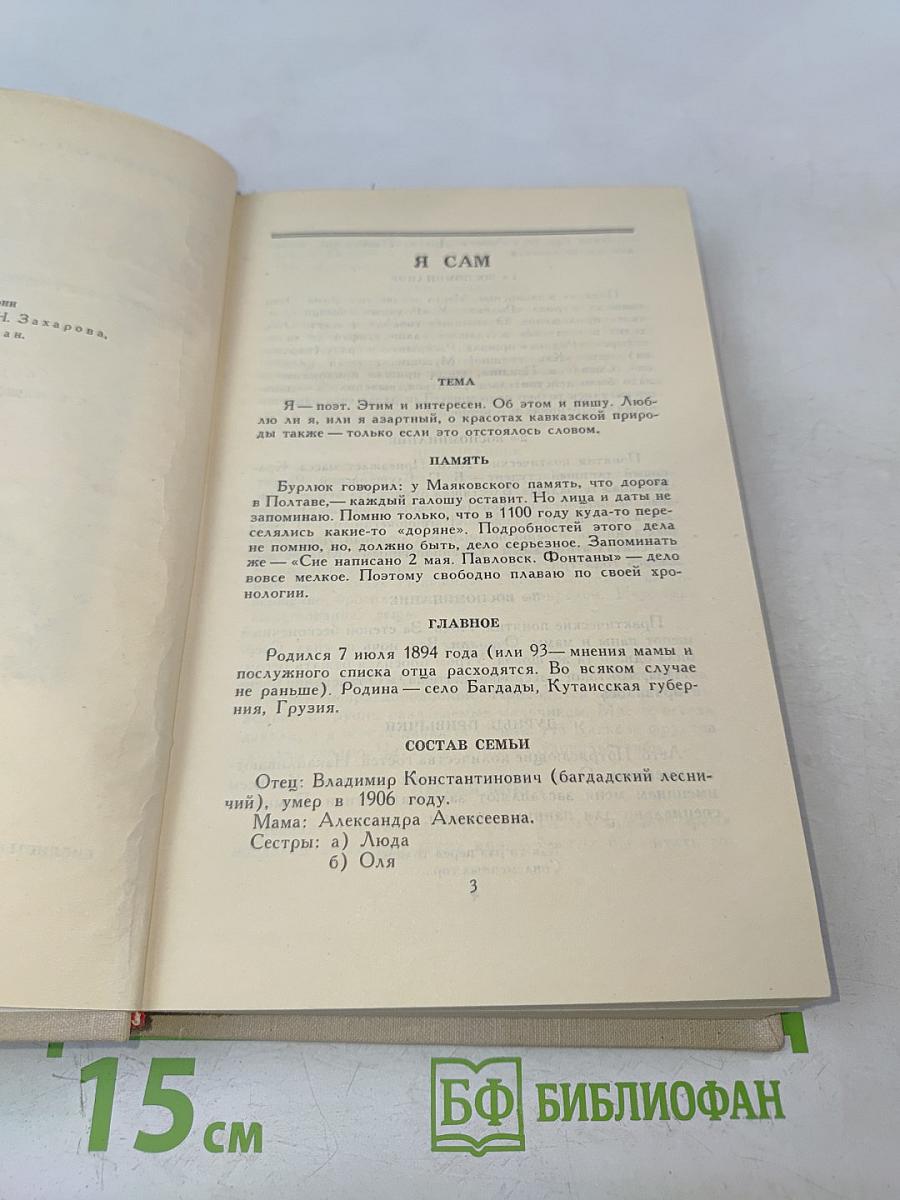 рии
Н. Захарова,
ан.
Я САМ
ТЕМА
Я — поэт. Этим и интересен. Об этом и пишу. Люб-
лю ли я, или я азартный, о красотах кавказской приро-
ды также — только если это отстоялось словом.
ПАМЯТЬ
Бурлюк говорил: у Маяковского память, что дорога
в Полтаве,— каждый галошу оставит. Но лица и даты не
запоминаю. Помню только, что в 1100 году куда-то пере-
селялись какие-то «доряне». Подробностей этого дела
не помню, но, должно быть, дело серьезное. Запоминать
же — «Сие написано 2 мая. Павловск. Фонтаны» — дело
вовсе мелкое. Поэтому свободно плаваю по своей хро-
нологии.
ГЛАВНОЕ
Родился 7 июля 1894 года (или 93 — мнения мамы и
послужного списка отца расходятся. Во всяком случае
не раньше). Родина — село Багдады, Кутаисская губер-
ния, Грузия.
СОСТАВ СЕМЬИ
Отец: Владимир Константинович (багдадский лесни-
чий), умер в 1906 году.
Мама: Александра Алексеевна.
Сестры: а) Люда
б) Оля
3
15 см
БФ БИБЛИОФАН